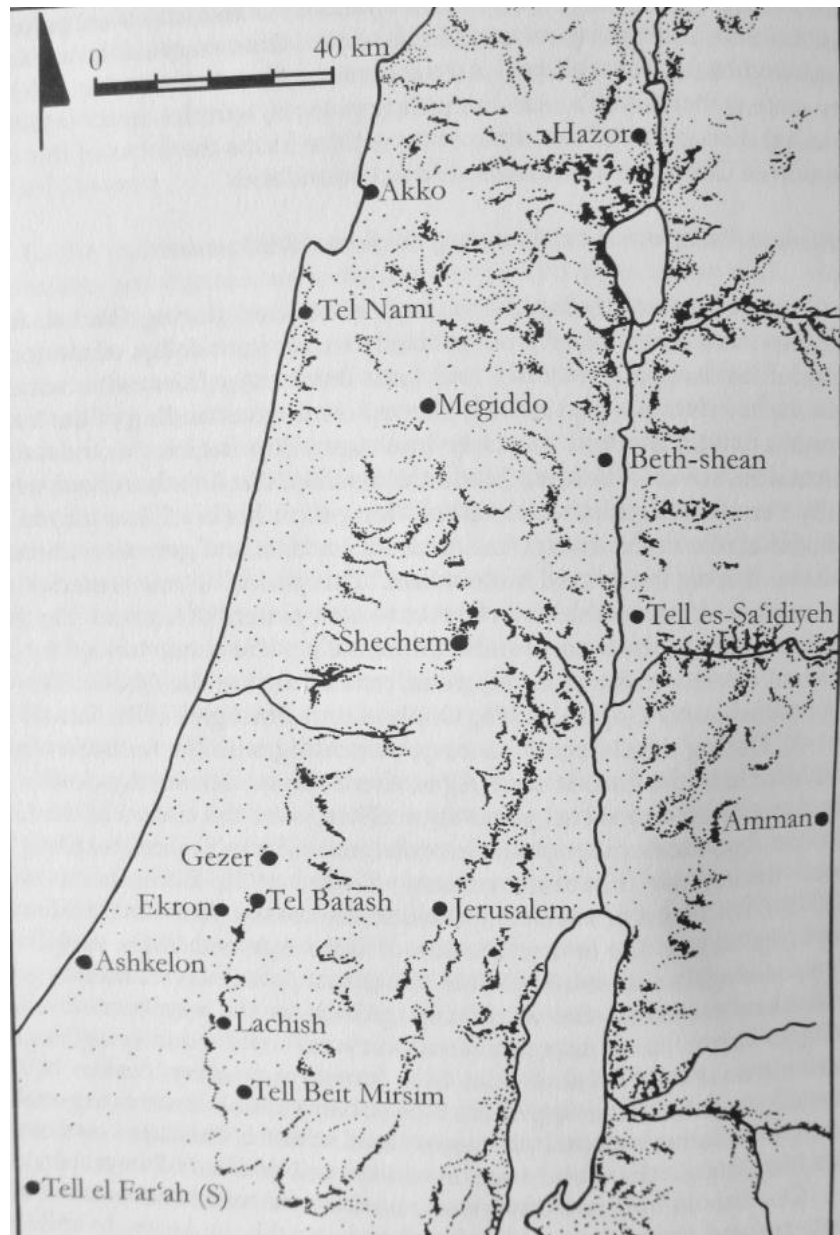 0
40 km
Hazor
Akko
Tel Nami
Megiddo
Beth-shean
Tell es-Sa‘idiyeh
Shechem
Amman
Gezer
Ekron
Tel Batash
Jerusalem
Ashkelon
Lachish
Tell Beit Mirsim
Tell el Far‘ah (S)